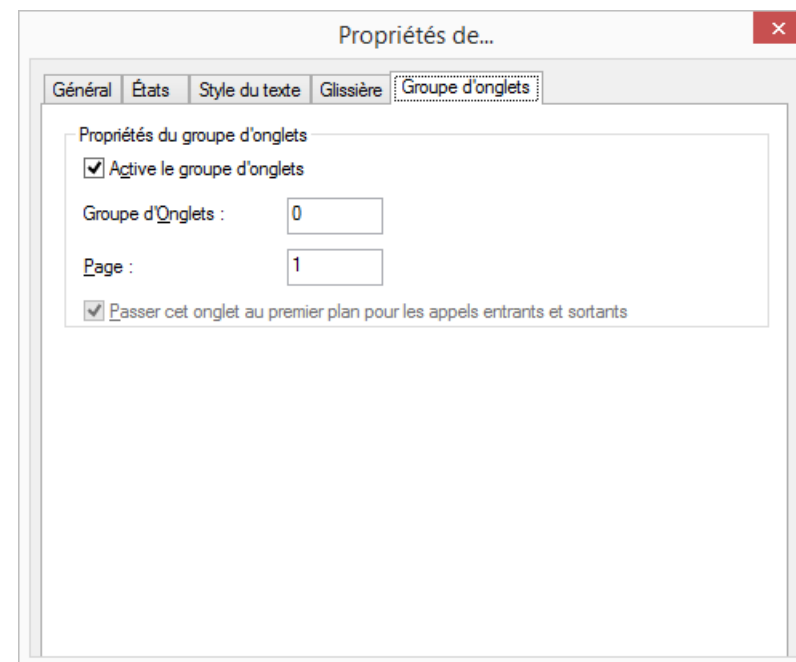 Propriétés de...
Général États Style du texte Glissière Groupe d'onglets
Propriétés du groupe d'onglets
Active le groupe d'onglets
Groupe d'Onglets : 0
Page : 1
Passer cet onglet au premier plan pour les appels entrants et sortants